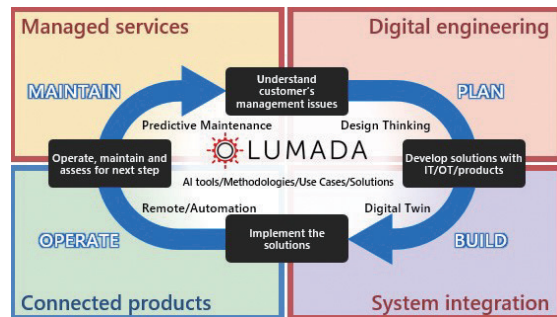 Managed services
Digital engineering
MAINTAIN
Understand
customer's
management issues
PLAN
Predictive Maintenance
Design Thinking
Operate, maintain and
assess for next step
LUMADA
Develop solutions with
IT/OT/products
AI tools/Methodologies/Use Cases/Solutions
Remote/Automation
Digital Twin
OPERATE
Implement the
solutions
BUILD
Connected products
System integration